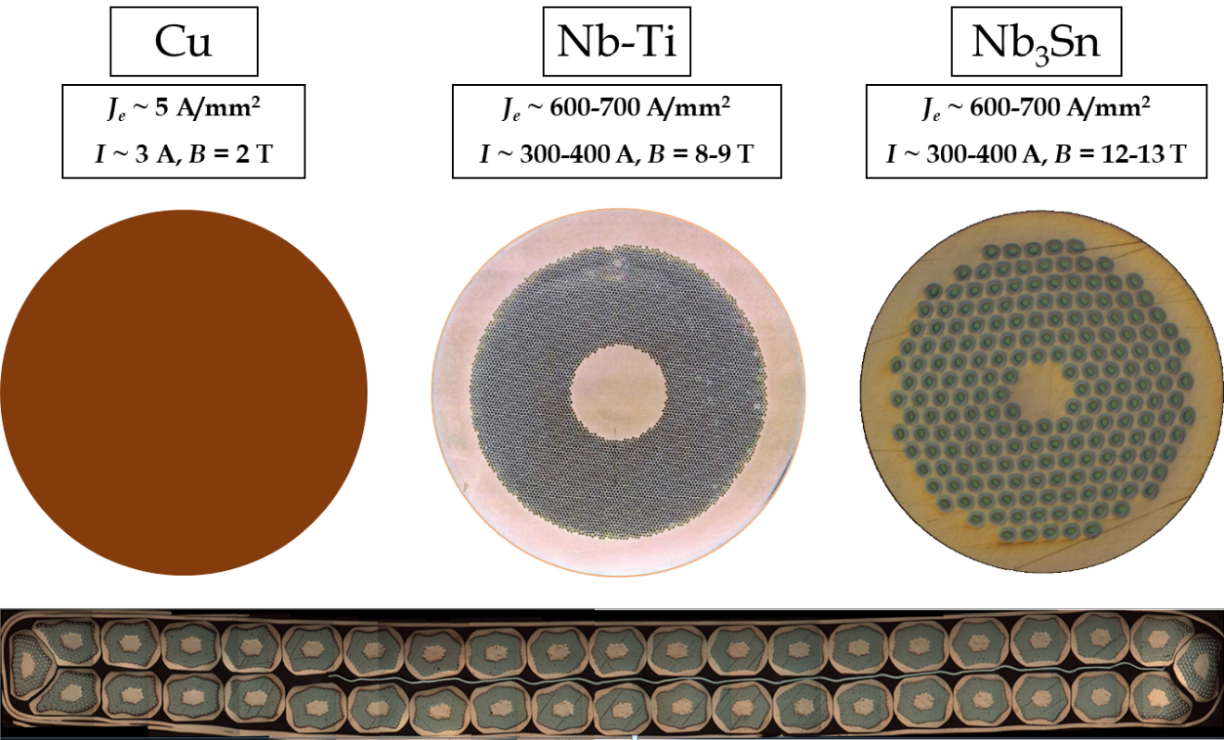 Cu
Nb-Ti
Nb₃Sn
Jₑ ~ 5 A/mm²
I ~ 3 A, B = 2 T
Jₑ ~ 600-700 A/mm²
I ~ 300-400 A, B = 8-9 T
Jₑ ~ 600-700 A/mm²
I ~ 300-400 A, B = 12-13 T